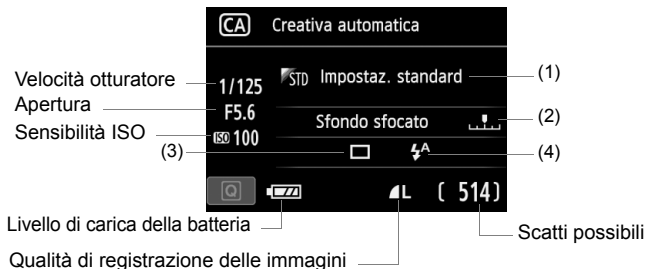 CA Creativa automatica
Velocità otturatore
1/125
STD Impostaz. standard
(1)
Apertura
F5.6
Sfondo sfocato
(2)
Sensibilità ISO
ISO 100
(3)
A
(4)
Q
L
[ 514]
Livello di carica della batteria
Scatti possibili
Qualità di registrazione delle immagini